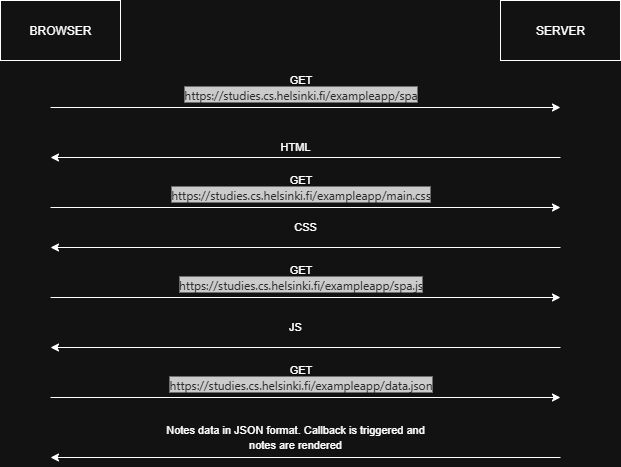 BROWSER
SERVER
GET
https://studies.cs.helsinki.fi/exampleapp/spa
HTML
GET
https://studies.cs.helsinki.fi/exampleapp/main.css
CSS
GET
https://studies.cs.helsinki.fi/exampleapp/spa.js
JS
GET
https://studies.cs.helsinki.fi/exampleapp/data.json
Notes data in JSON format. Callback is triggered and
notes are rendered